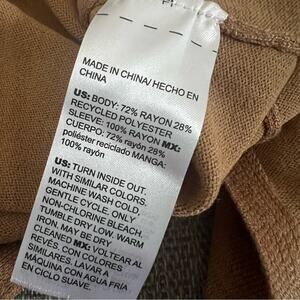 MADE IN CHINA/ HECHO EN
CHINA
US: BODY: 72% RAYON 28%
RECYCLED POLYESTER
SLEEVE: 100% RAYON MX:
CUERPO: 72% rayón 28%
poliéster reciclado MANGA:
100% rayón
US: TURN INSIDE OUT.
WITH SIMILAR COLORS.
MACHINE WASH COLD,
GENTLE CYCLE. ONLY
NON-CHLORINE BLEACH.
TUMBLE DRY LOW. WARM
IRON. MAY BE DRY
CLEANED MX: VOLTEAR AL
REVÉS. CON COLORES
SIMILARES. LAVAR A
MÁQUINA CON AGUA FRÍA
EN CICLO SUAVE.